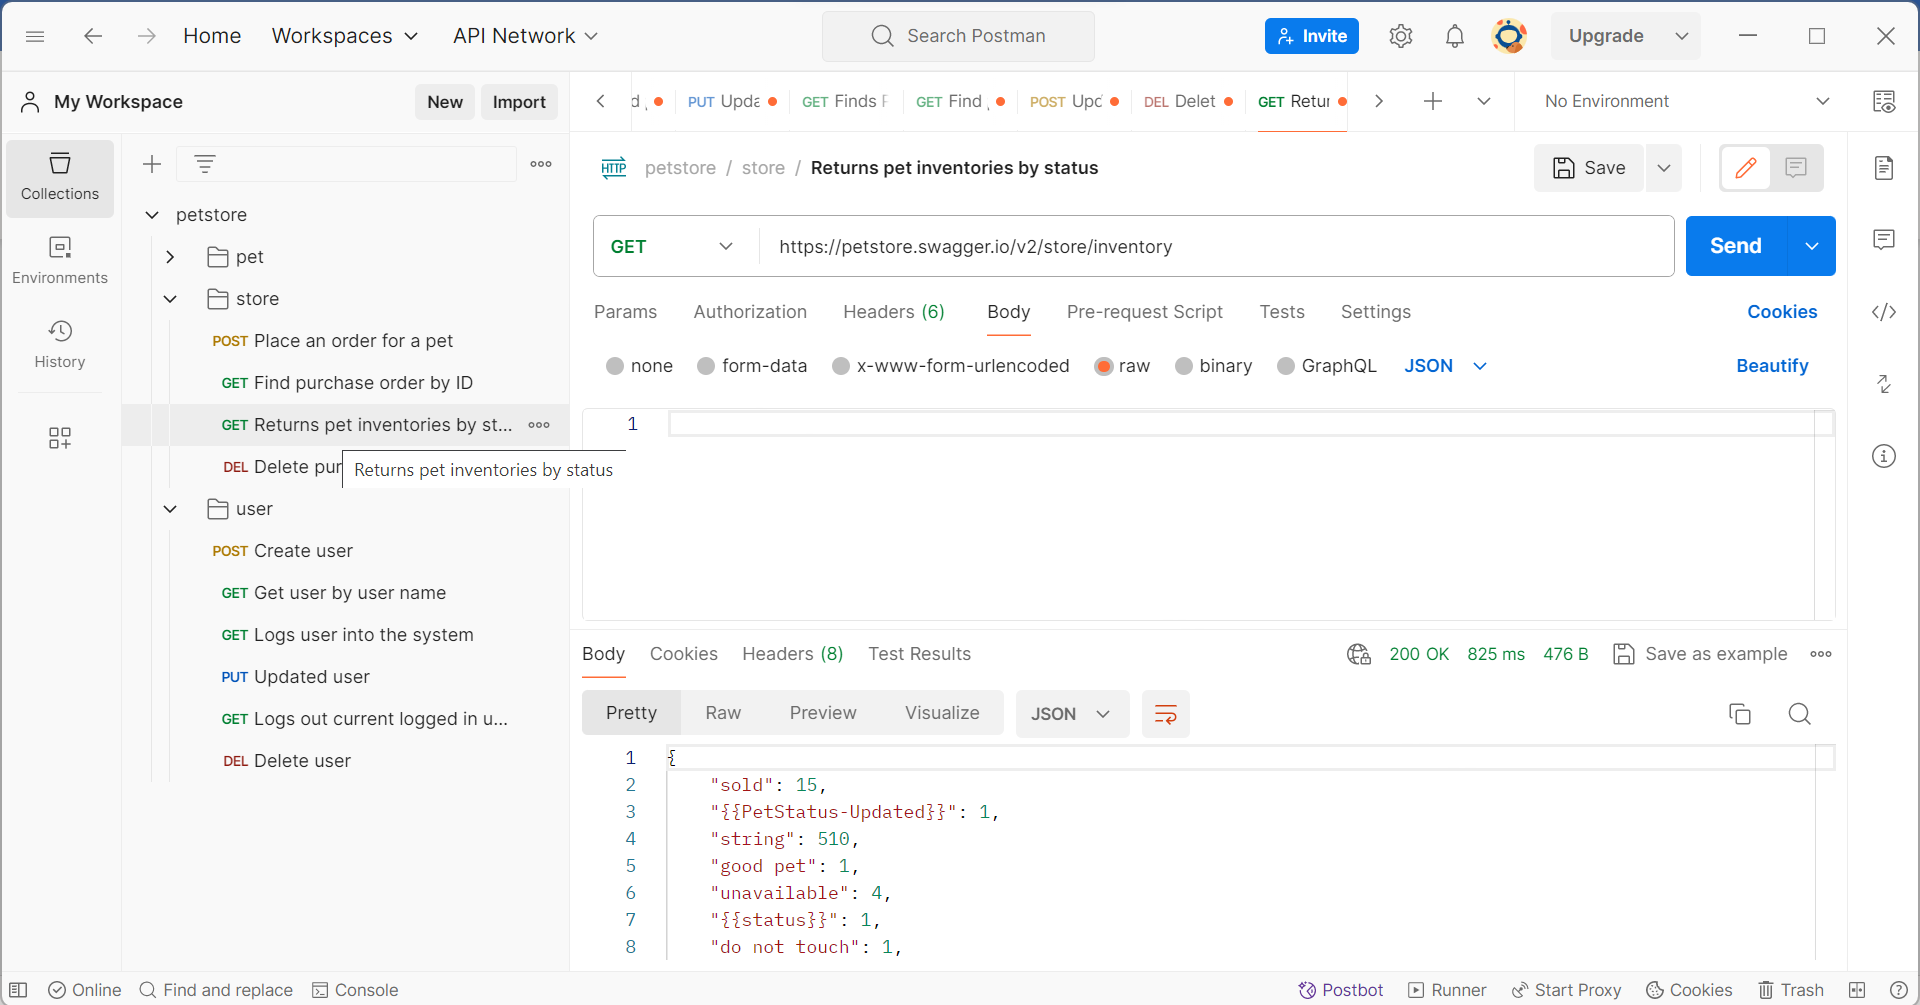 Home Workspaces API Network Search Postman Invite Upgrade
My Workspace New Import
PUT Upda GET Finds GET Find POST Upd DEL Delet GET Retur No Environment
Collections
Environments
History
petstore
pet
store
POST Place an order for a pet
GET Find purchase order by ID
GET Returns pet inventories by st...
DEL Delete pur
Returns pet inventories by status
user
POST Create user
GET Get user by user name
GET Logs user into the system
PUT Updated user
GET Logs out current logged in u...
DEL Delete user
HTTP petstore / store / Returns pet inventories by status Save
GET https://petstore.swagger.io/v2/store/inventory Send
Params Authorization Headers (6) Body Pre-request Script Tests Settings Cookies
none form-data x-www-form-urlencoded raw binary GraphQL JSON Beautify
1
Body Cookies Headers (8) Test Results 200 OK 825 ms 476 B Save as example
Pretty Raw Preview Visualize JSON
1 {
2 "sold": 15,
3 "{{PetStatus-Updated}}": 1,
4 "string": 510,
5 "good pet": 1,
6 "unavailable": 4,
7 "{{status}}": 1,
8 "do not touch": 1,
Online Find and replace Console Postbot Runner Start Proxy Cookies Trash